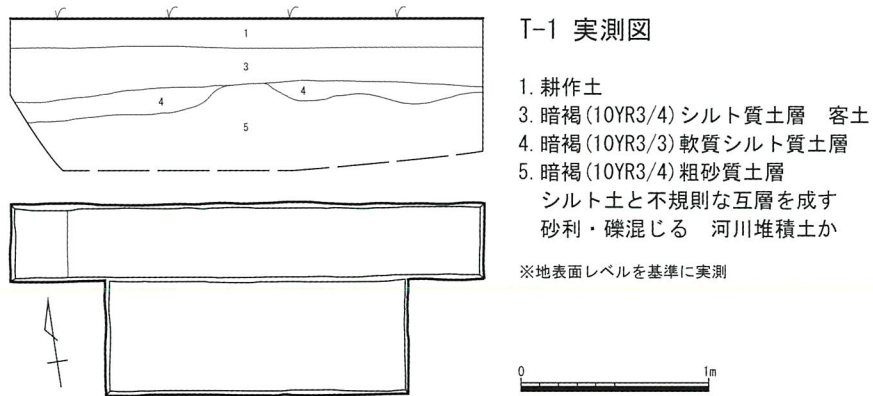 T-1 実測図
1
3
4
4
5
1. 耕作土
3. 暗褐(10YR3/4)シルト質土層 客土
4. 暗褐(10YR3/3)軟質シルト質土層
5. 暗褐(10YR3/4)粗砂質土層
シルト土と不規則な互層を成す
砂利・礫混じる 河川堆積土か
※地表面レベルを基準に実測
0 1m